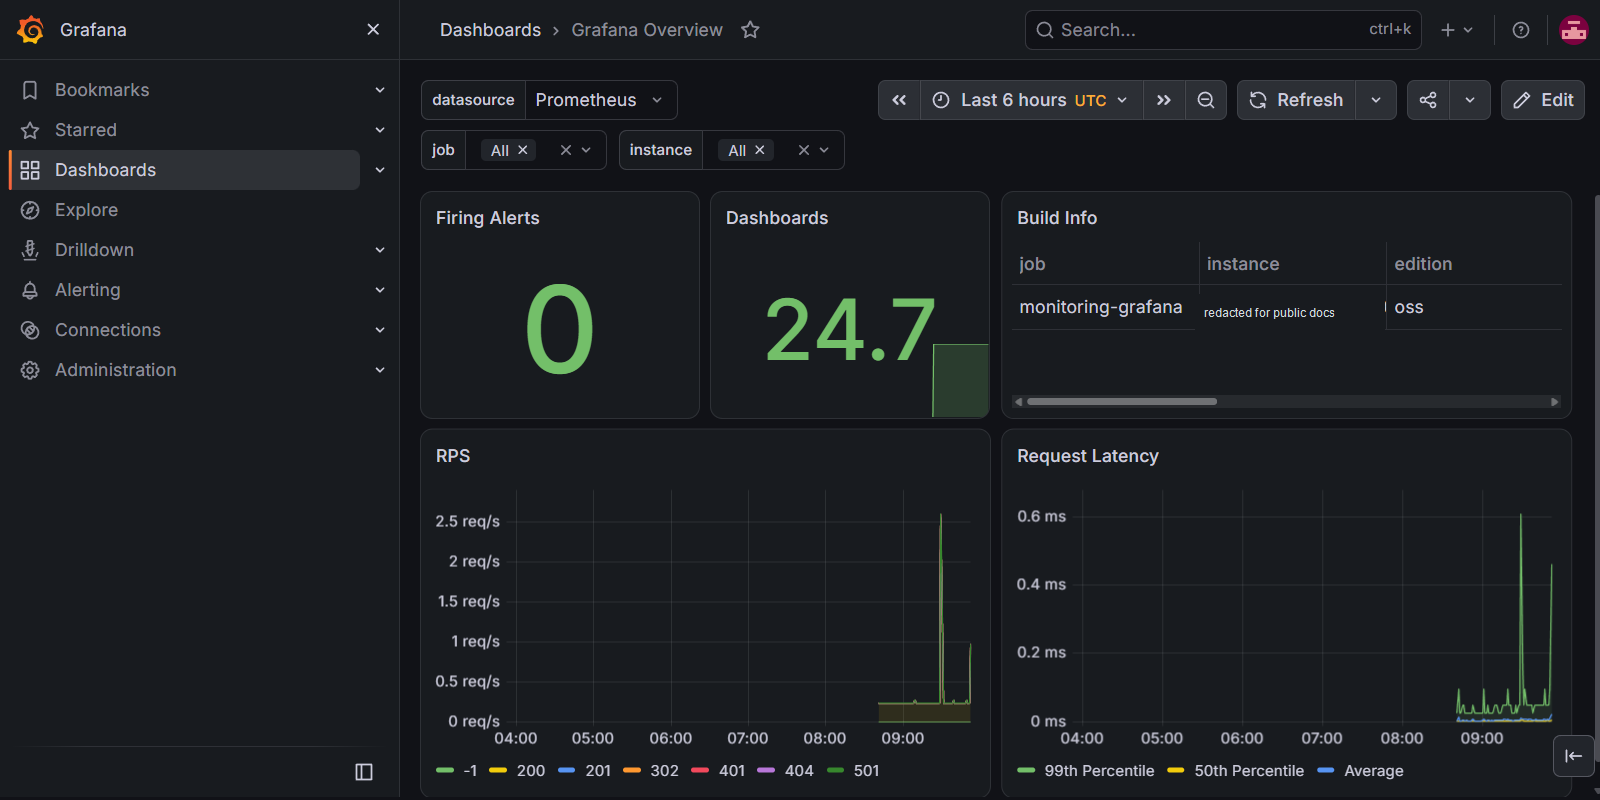 Grafana
Dashboards › Grafana Overview
Search... ctrl+k
Bookmarks
Starred
Dashboards
Explore
Drilldown
Alerting
Connections
Administration
datasource Prometheus
Last 6 hours UTC
Refresh
Edit
job All
instance All
Firing Alerts
0
Dashboards
24.7
Build Info
job instance edition
monitoring-grafana redacted for public docs oss
RPS
2.5 req/s
2 req/s
1.5 req/s
1 req/s
0.5 req/s
0 req/s
04:00 05:00 06:00 07:00 08:00 09:00
-1 200 201 302 401 404 501
Request Latency
0.6 ms
0.4 ms
0.2 ms
0 ms
04:00 05:00 06:00 07:00 08:00 09:00
99th Percentile 50th Percentile Average